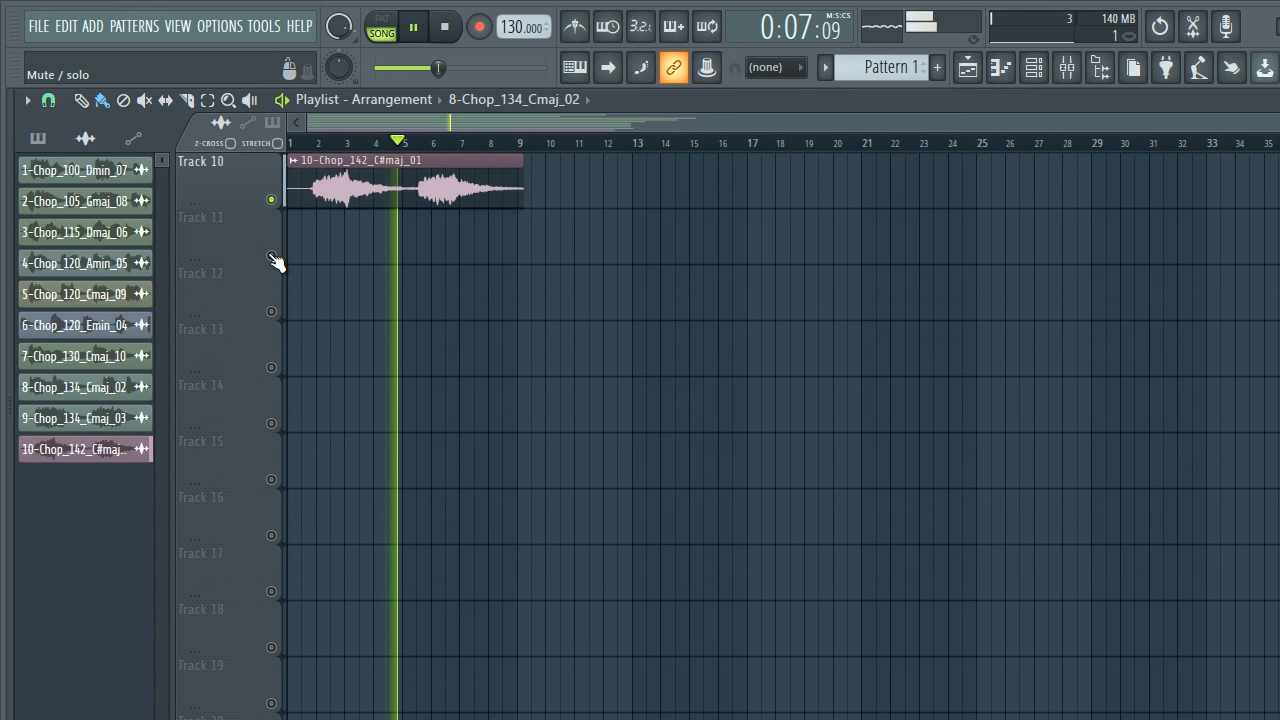 FILE EDIT ADD PATTERNS VIEW OPTIONS TOOLS HELP
PAT
SONG
130.000
3.2.
0:07:09
M:S:CS
3
140 MB
1
Mute / solo
(none)
Pattern 1
Playlist - Arrangement
8-Chop_134_Cmaj_02
Z-CROSS
STRETCH
1 2 3 4 5 6 7 8 9 10 11 12 13 14 15 16 17 18 19 20 21 22 23 24 25 26 27 28 29 30 31 32 33 34 35
1-Chop_100_Dmin_07
2-Chop_105_Gmaj_08
3-Chop_115_Dmaj_06
4-Chop_120_Amin_05
5-Chop_120_Cmaj_09
6-Chop_120_Emin_04
7-Chop_130_Cmaj_10
8-Chop_134_Cmaj_02
9-Chop_134_Cmaj_03
10-Chop_142_C#maj..
Track 10
10-Chop_142_C#maj_01
Track 11
Track 12
Track 13
Track 14
Track 15
Track 16
Track 17
Track 18
Track 19